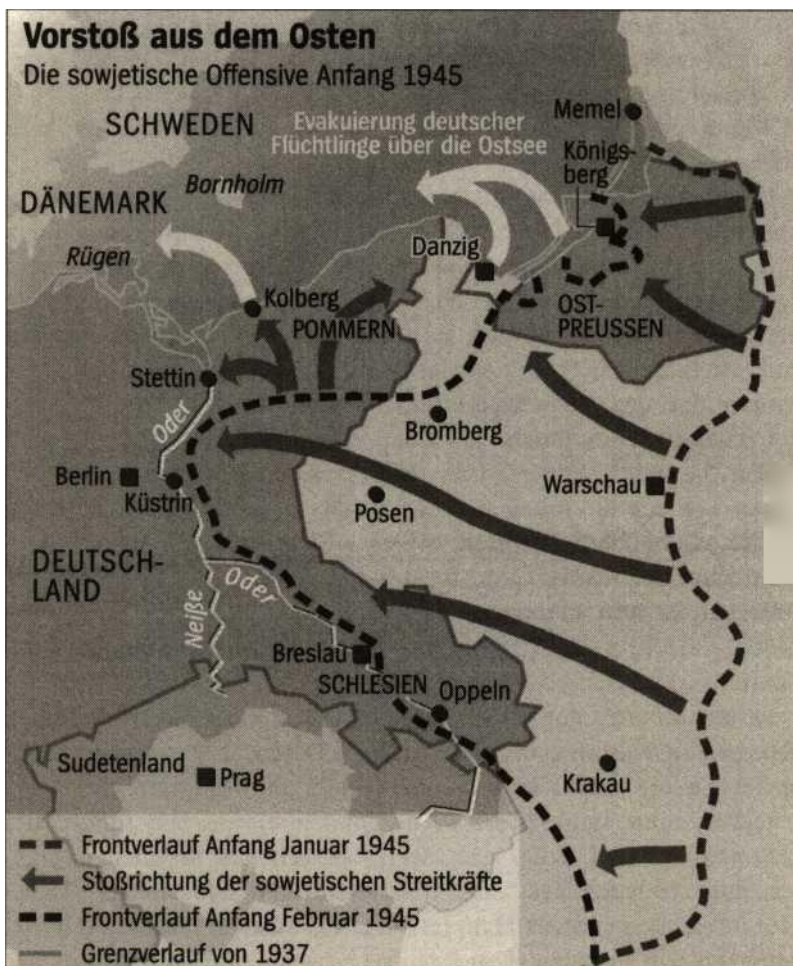 Vorstoß aus dem Osten
Die sowjetische Offensive Anfang 1945
SCHWEDEN
Evakuierung deutscher
Flüchtlinge über die Ostsee
Memel
Königs-
berg
Bornholm
DÄNEMARK
Rügen
Danzig
Kolberg
POMMERN
OST-
PREUSSEN
Stettin
Oder
Bromberg
Berlin
Küstrin
Posen
Warschau
DEUTSCH-
LAND
Oder
Neiße
Breslau
SCHLESIEN
Oppeln
Sudetenland
Prag
Krakau
Frontverlauf Anfang Januar 1945
Stoßrichtung der sowjetischen Streitkräfte
Frontverlauf Anfang Februar 1945
Grenzverlauf von 1937